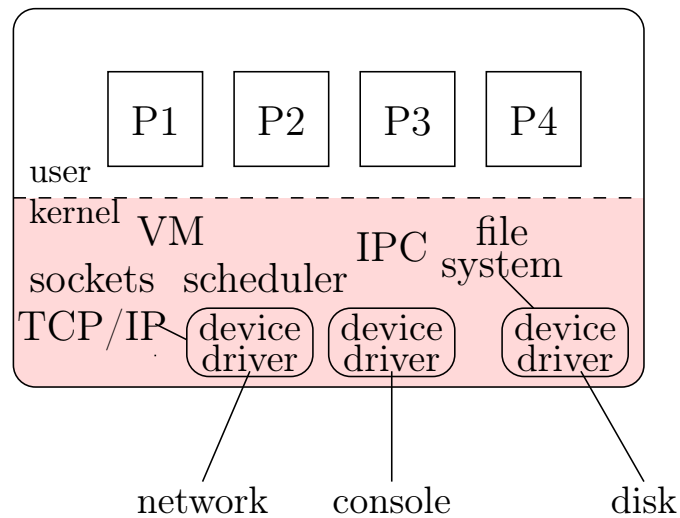 P1 P2 P3 P4
user
kernel
VM
IPC
file
system
sockets
scheduler
TCP/IP
device
driver
device
driver
device
driver
network
console
disk